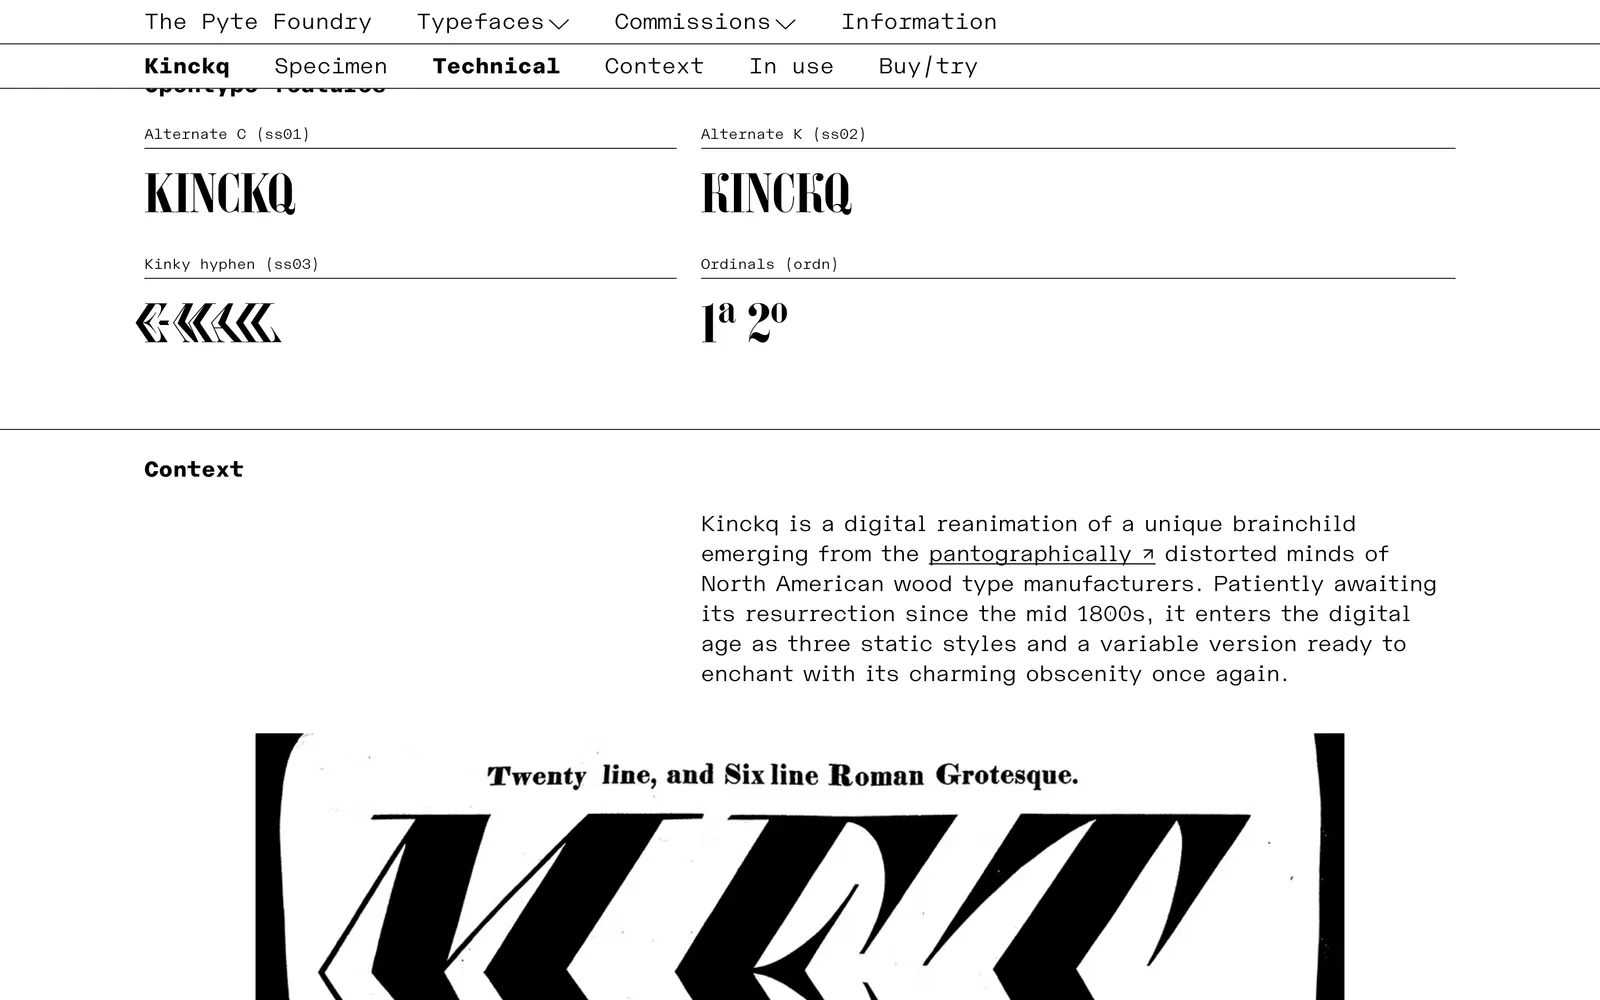 The Pyte Foundry Typefaces Commissions Information
Kinckq Specimen Technical Context In use Buy/try
Opentype features
Alternate C (ss01) Alternate K (ss02)
KINCKQ KINCKQ
Kinky hyphen (ss03) Ordinals (ordn)
E-MAIL 1ª 2º
Context
Kinckq is a digital reanimation of a unique brainchild
emerging from the pantographically ↗ distorted minds of
North American wood type manufacturers. Patiently awaiting
its resurrection since the mid 1800s, it enters the digital
age as three static styles and a variable version ready to
enchant with its charming obscenity once again.
Twenty line, and Six line Roman Grotesque.
MET